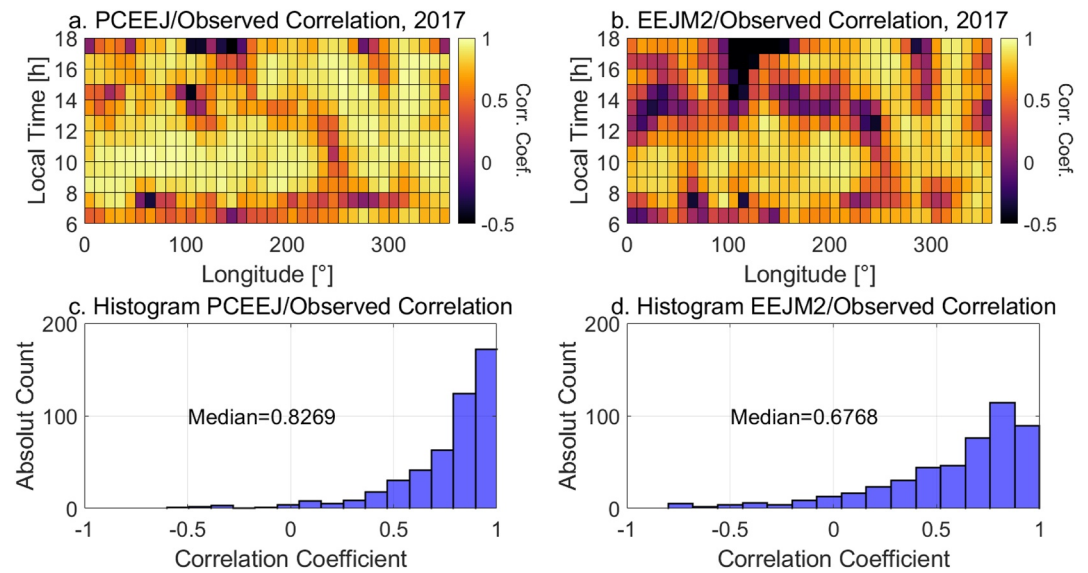 a. PCEEJ/Observed Correlation, 2017
18
16
14
12
10
8
6
Local Time [h]
0
100
200
300
Longitude [°]
1
0.5
0
-0.5
Corr. Coef.
b. EEJM2/Observed Correlation, 2017
18
16
14
12
10
8
6
Local Time [h]
0
100
200
300
Longitude [°]
1
0.5
0
-0.5
Corr. Coef.
c. Histogram PCEEJ/Observed Correlation
200
100
0
Absolut Count
Median=0.8269
-1
-0.5
0
0.5
1
Correlation Coefficient
d. Histogram EEJM2/Observed Correlation
200
100
0
Absolut Count
Median=0.6768
-1
-0.5
0
0.5
1
Correlation Coefficient